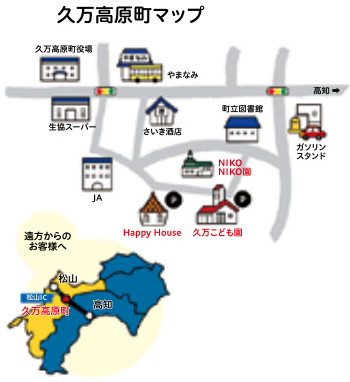 久万高原町マップ
久万高原町役場
やまなみ
高知 →
生協スーパー
さいき酒店
町立図書館
ガソリン
スタンド
NIKO
NIKO園
JA
P
P
Happy House
久万こども園
遠方からの
お客様へ
松山
松山IC
久万高原町
高知